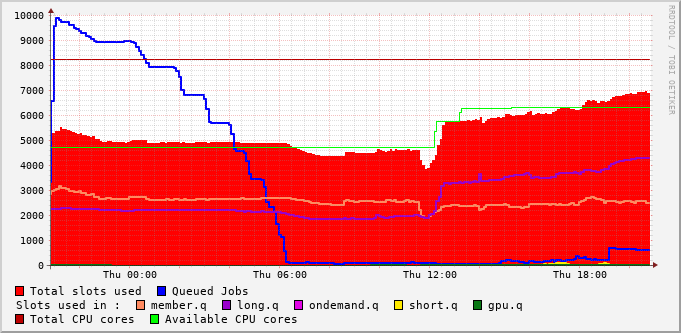 10000
9000
8000
7000
6000
5000
4000
3000
2000
1000
0
Thu 00:00 Thu 06:00 Thu 12:00 Thu 18:00
RRDTOOL / TOBI OETIKER
Total slots used Queued Jobs
Slots used in : member.q long.q ondemand.q short.q gpu.q
Total CPU cores Available CPU cores